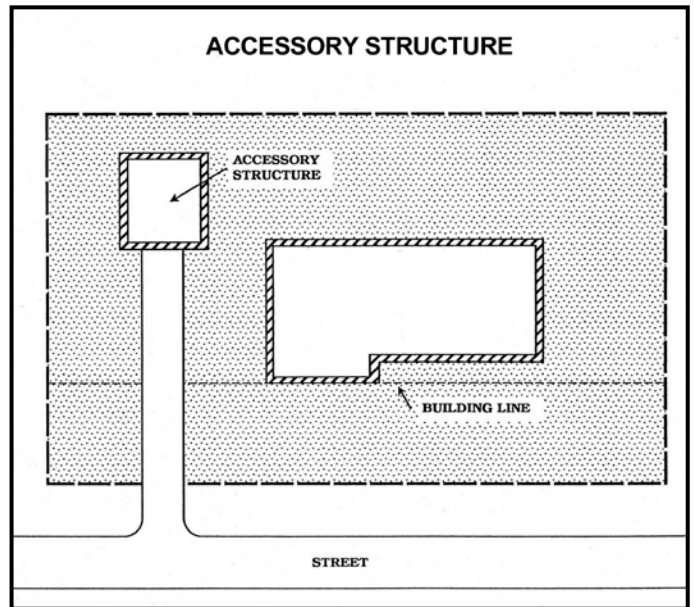 ACCESSORY STRUCTURE
ACCESSORY
STRUCTURE
BUILDING LINE
STREET